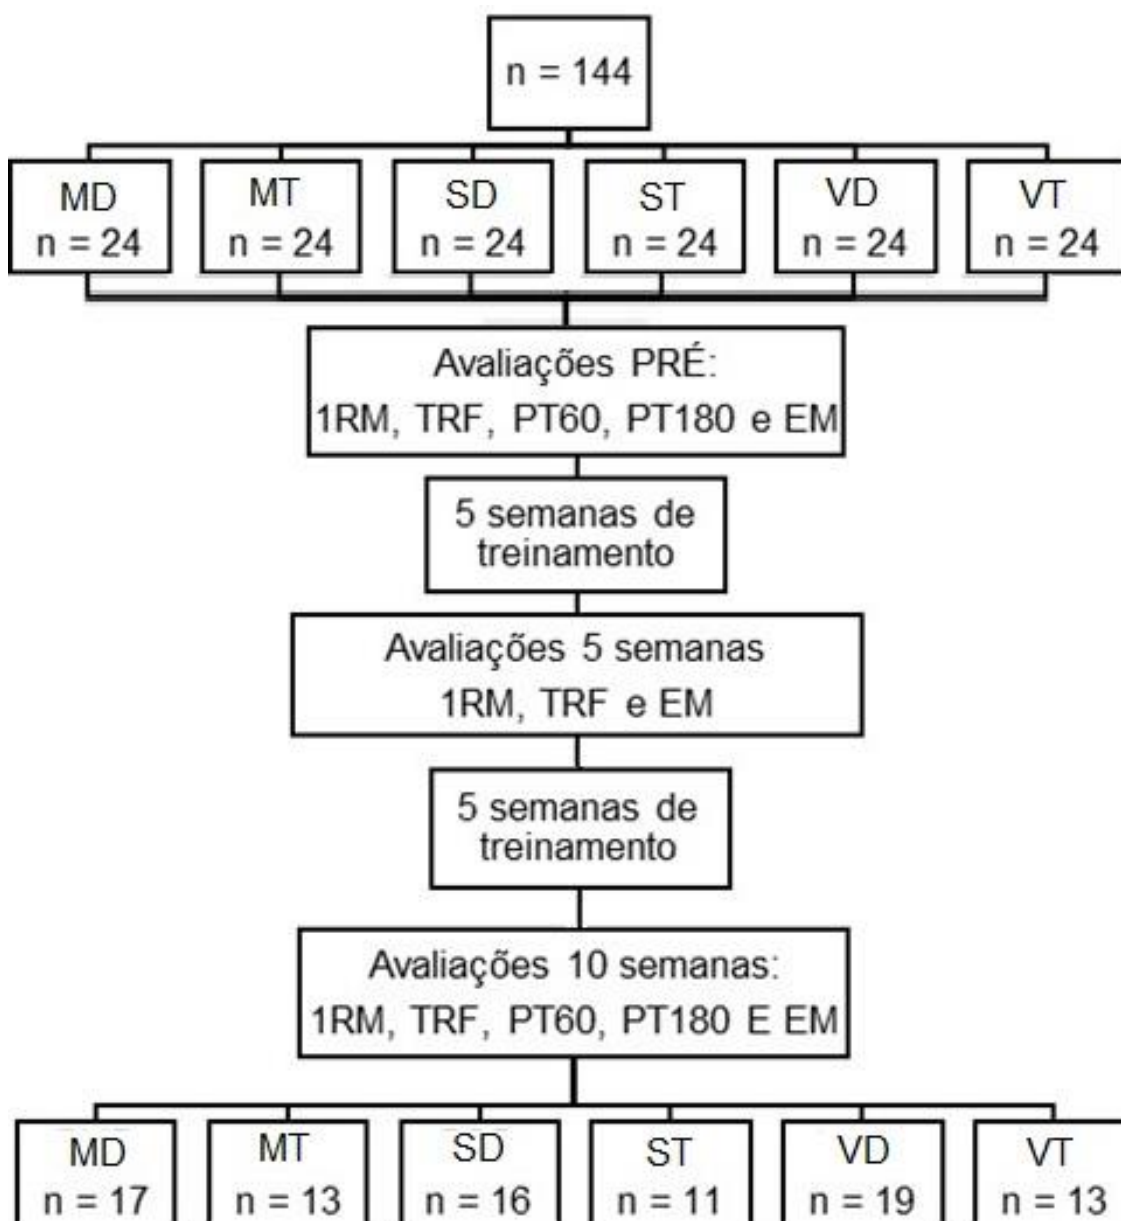 n = 144
MD
n = 24
MT
n = 24
SD
n = 24
ST
n = 24
VD
n = 24
VT
n = 24
Avaliações PRÉ:
1RM, TRF, PT60, PT180 e EM
5 semanas de
treinamento
Avaliações 5 semanas
1RM, TRF e EM
5 semanas de
treinamento
Avaliações 10 semanas:
1RM, TRF, PT60, PT180 E EM
MD
n = 17
MT
n = 13
SD
n = 16
ST
n = 11
VD
n = 19
VT
n = 13